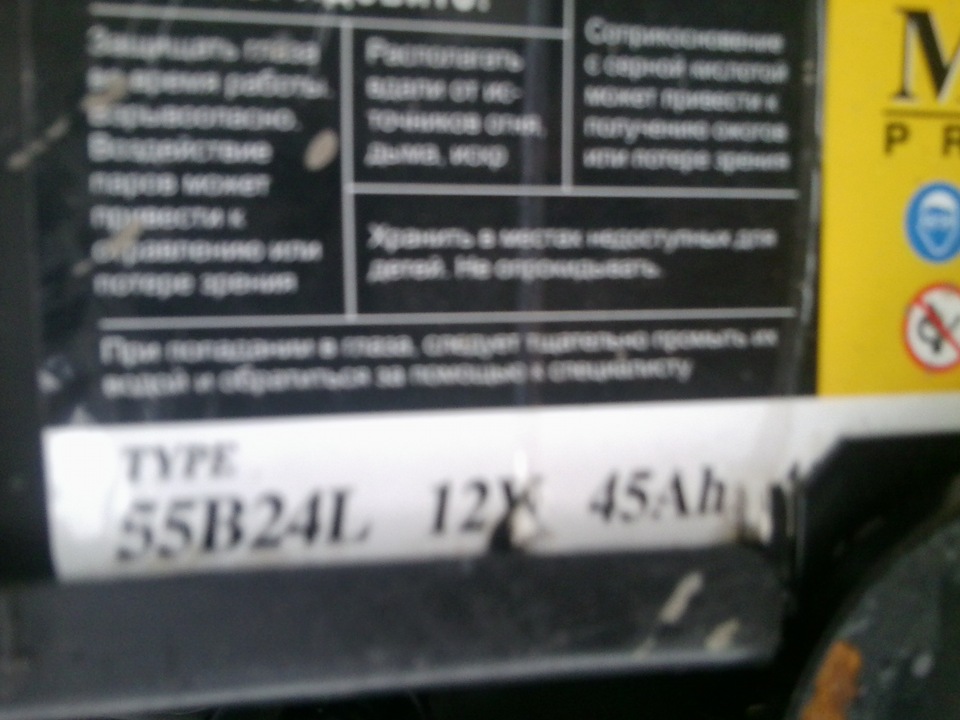 Защищать глаза
во время работы.
Взрывоопасно.
Воздействие
паров может
привести к
отравлению или
потере зрения
Располагать
вдали от ис-
точников огня,
дыма, искр
Соприкосновение
с серной кислотой
может привести к
получению ожогов
или потере зрения
Хранить в местах недоступных для
детей. Не опрокидывать.
При попадании в глаза, следует тщательно промыть их
водой и обратиться за помощью к специалисту
M
P R
TYPE
55B24L 12V 45Ah